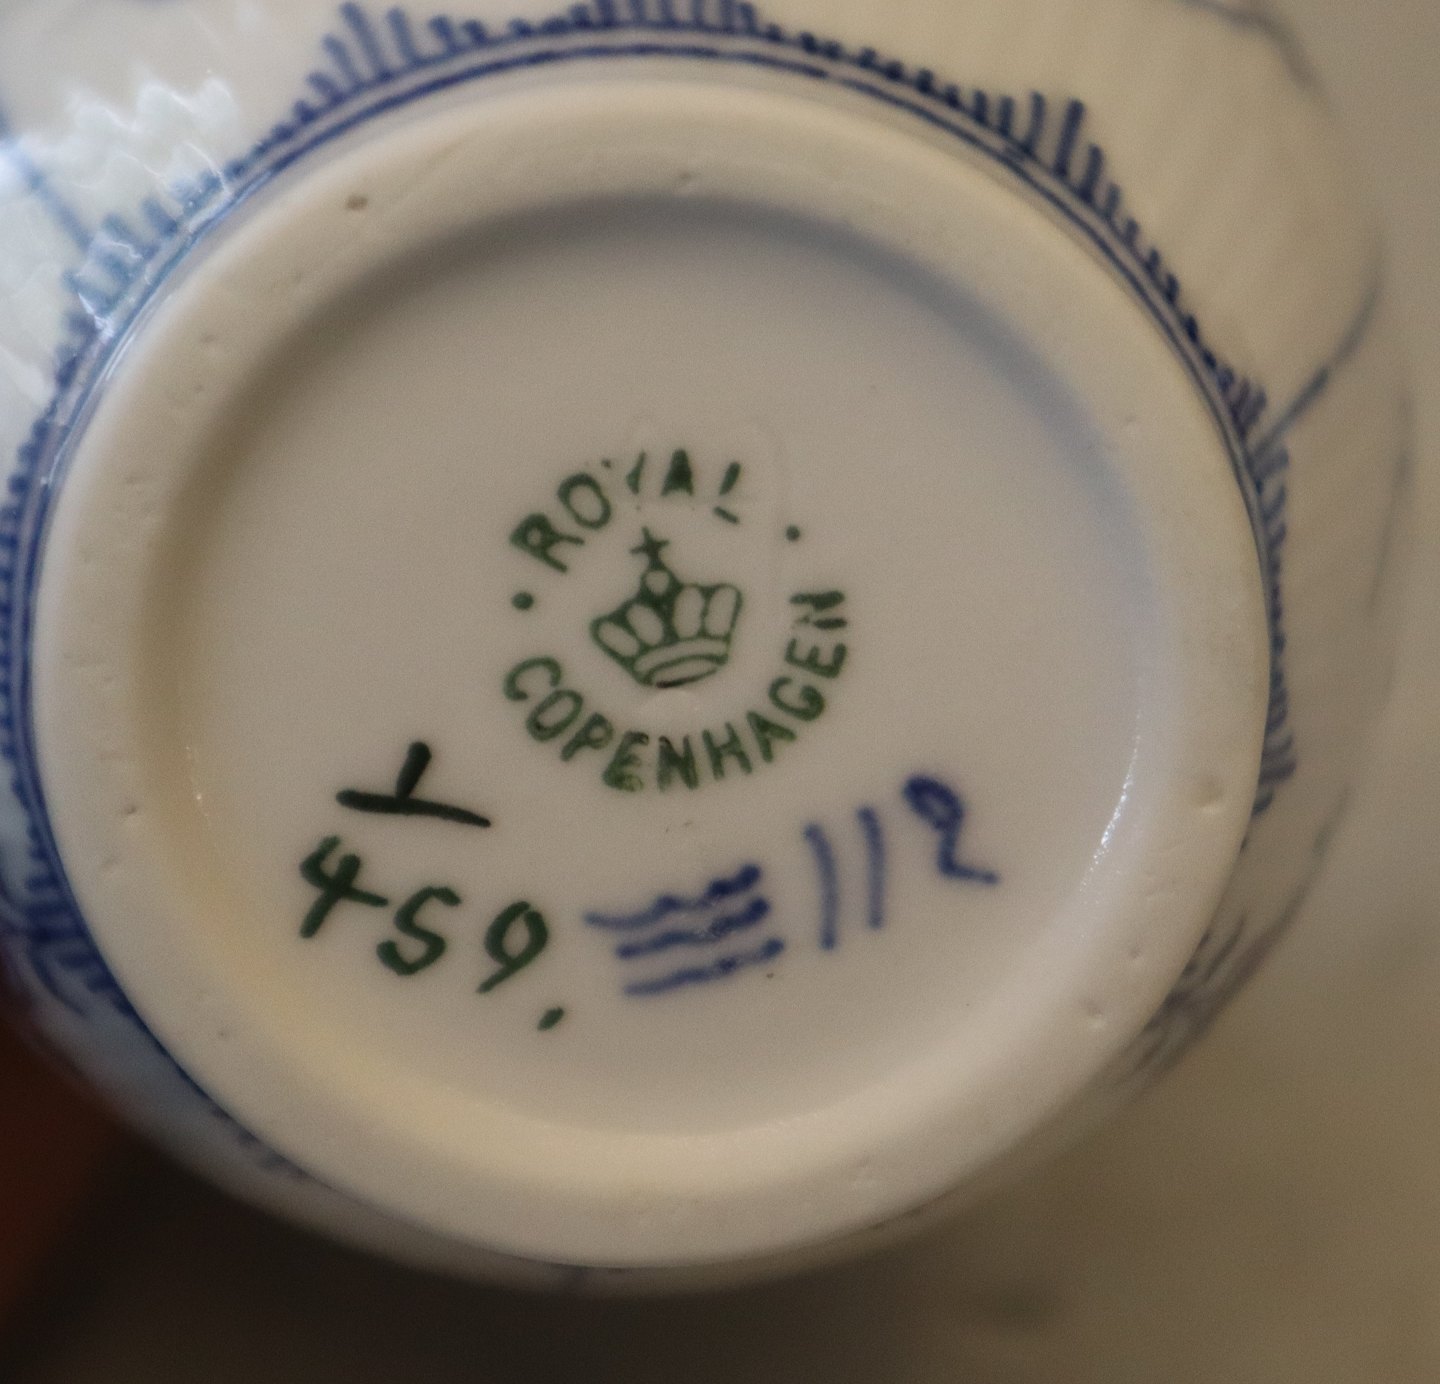 · ROYAL ·
COPENHAGEN
Y
459.
112